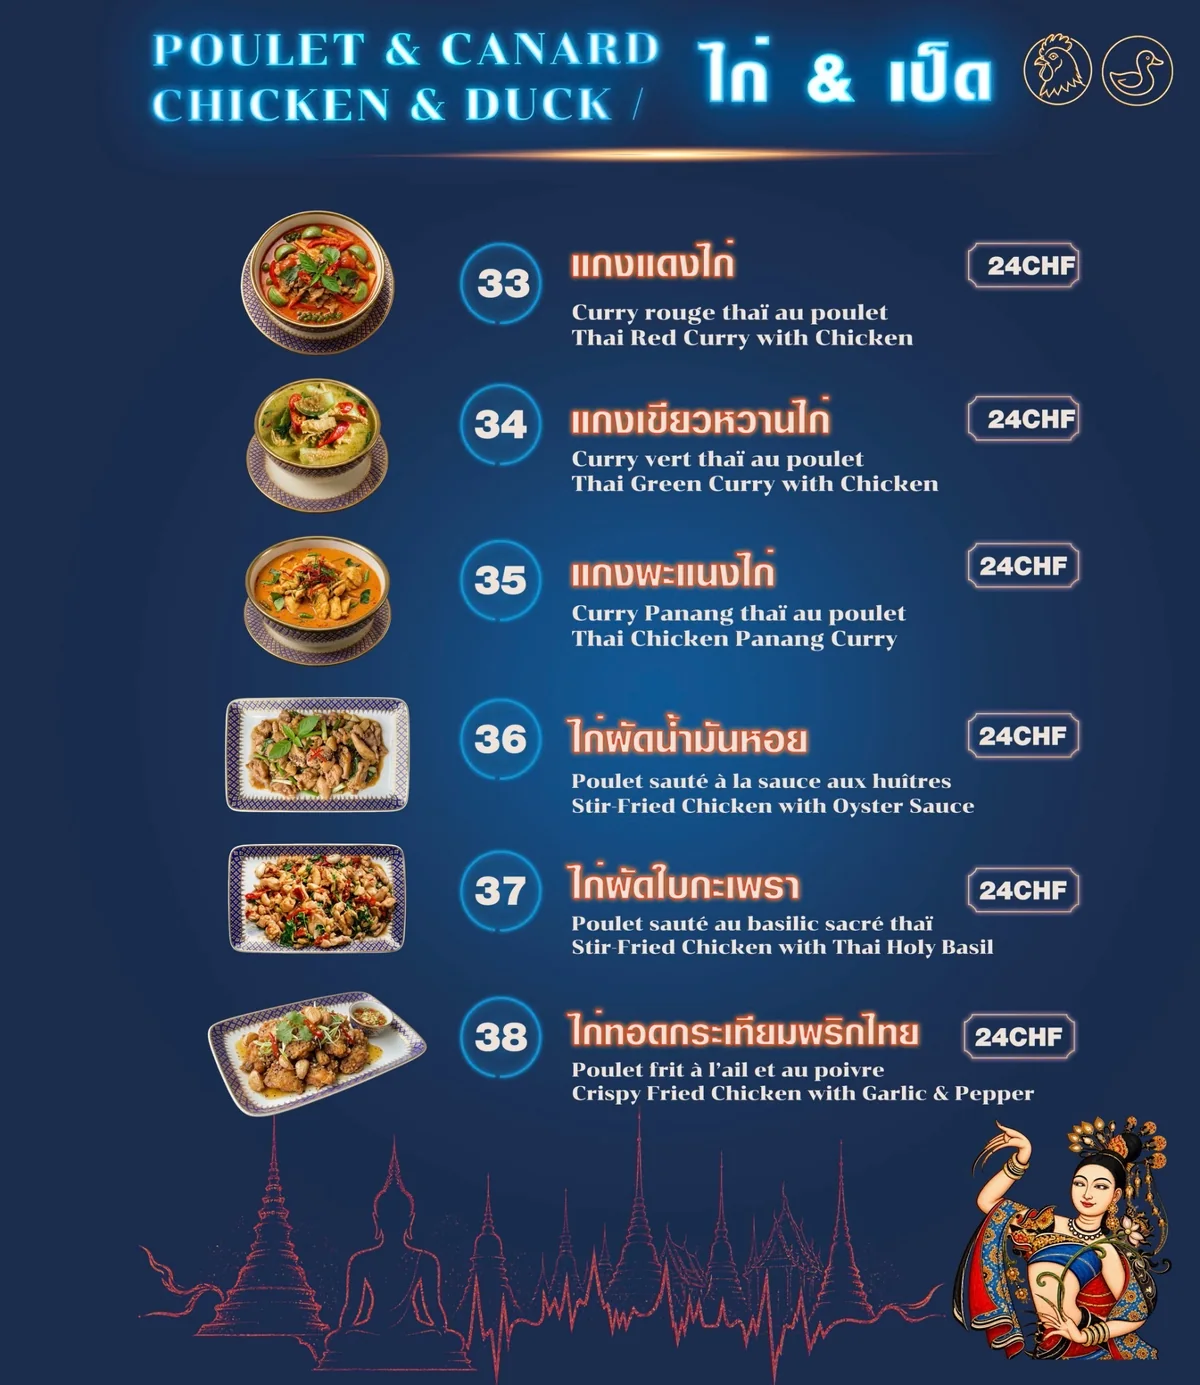 POULET & CANARD
CHICKEN & DUCK / ไก่ & เป็ด
33
แกงแดงไก่
24CHF
Curry rouge thaï au poulet
Thai Red Curry with Chicken
34
แกงเขียวหวานไก่
24CHF
Curry vert thaï au poulet
Thai Green Curry with Chicken
35
แกงพะแนงไก่
24CHF
Curry Panang thaï au poulet
Thai Chicken Panang Curry
36
ไก่ผัดน้ำมันหอย
24CHF
Poulet sauté à la sauce aux huîtres
Stir-Fried Chicken with Oyster Sauce
37
ไก่ผัดใบกะเพรา
24CHF
Poulet sauté au basilic sacré thaï
Stir-Fried Chicken with Thai Holy Basil
38
ไก่ทอดกระเทียมพริกไทย
24CHF
Poulet frit à l’ail et au poivre
Crispy Fried Chicken with Garlic & Pepper